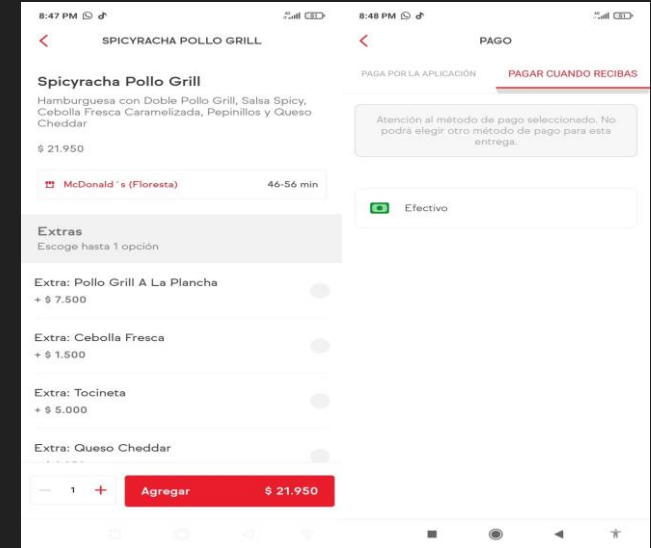 8:47 PM
SPICYRACHA POLLO GRILL
Spicyracha Pollo Grill
Hamburguesa con Doble Pollo Grill, Salsa Spicy,
Cebolla Fresca Caramelizada, Pepinillos y Queso
Cheddar
$ 21.950
McDonald´s (Floresta) 46-56 min
Extras
Escoge hasta 1 opción
Extra: Pollo Grill A La Plancha
+ $ 7.500
Extra: Cebolla Fresca
+ $ 1.500
Extra: Tocineta
+ $ 5.000
Extra: Queso Cheddar
1 + Agregar $ 21.950
8:48 PM
PAGO
PAGA POR LA APLICACIÓN PAGAR CUANDO RECIBAS
Atención al método de pago seleccionado. No
podrá elegir otro método de pago para esta
entrega.
Efectivo